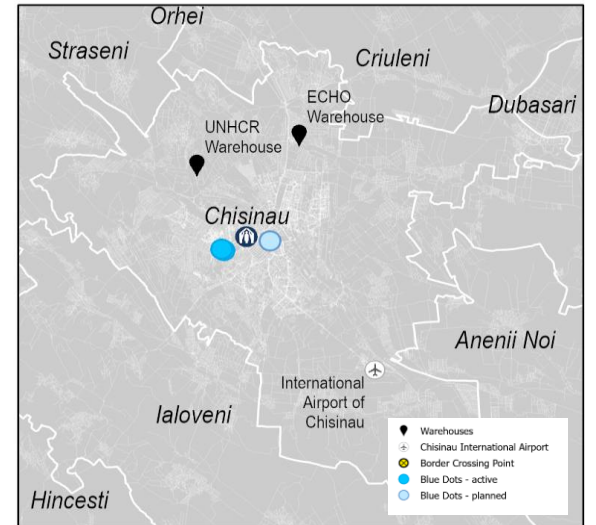 Orhei
Straseni
Criuleni
ECHO
Warehouse
Dubasari
UNHCR
Warehouse
Chisinau
Anenii Noi
International
Airport of
Chisinau
Ialoveni
Warehouses
Chisinau International Airport
Border Crossing Point
Blue Dots - active
Blue Dots - planned
Hincesti